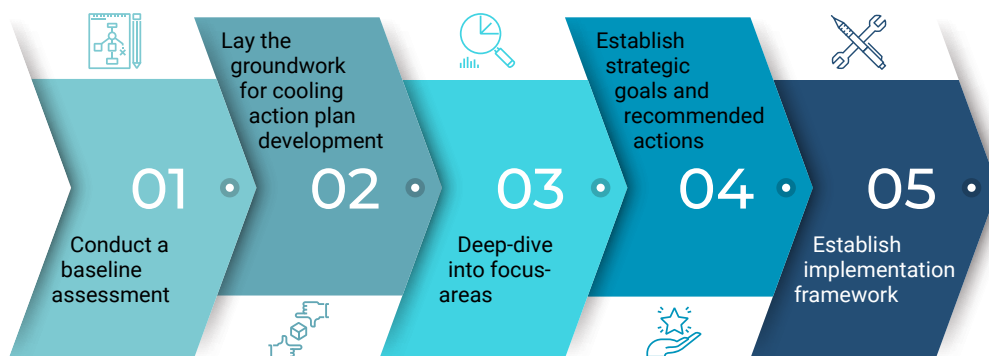 01
Conduct a
baseline
assessment
Lay the
groundwork
for cooling
action plan
development
02
03
Deep-dive
into focus-
areas
Establish
strategic
goals and
recommended
actions
04
05
Establish
implementation
framework